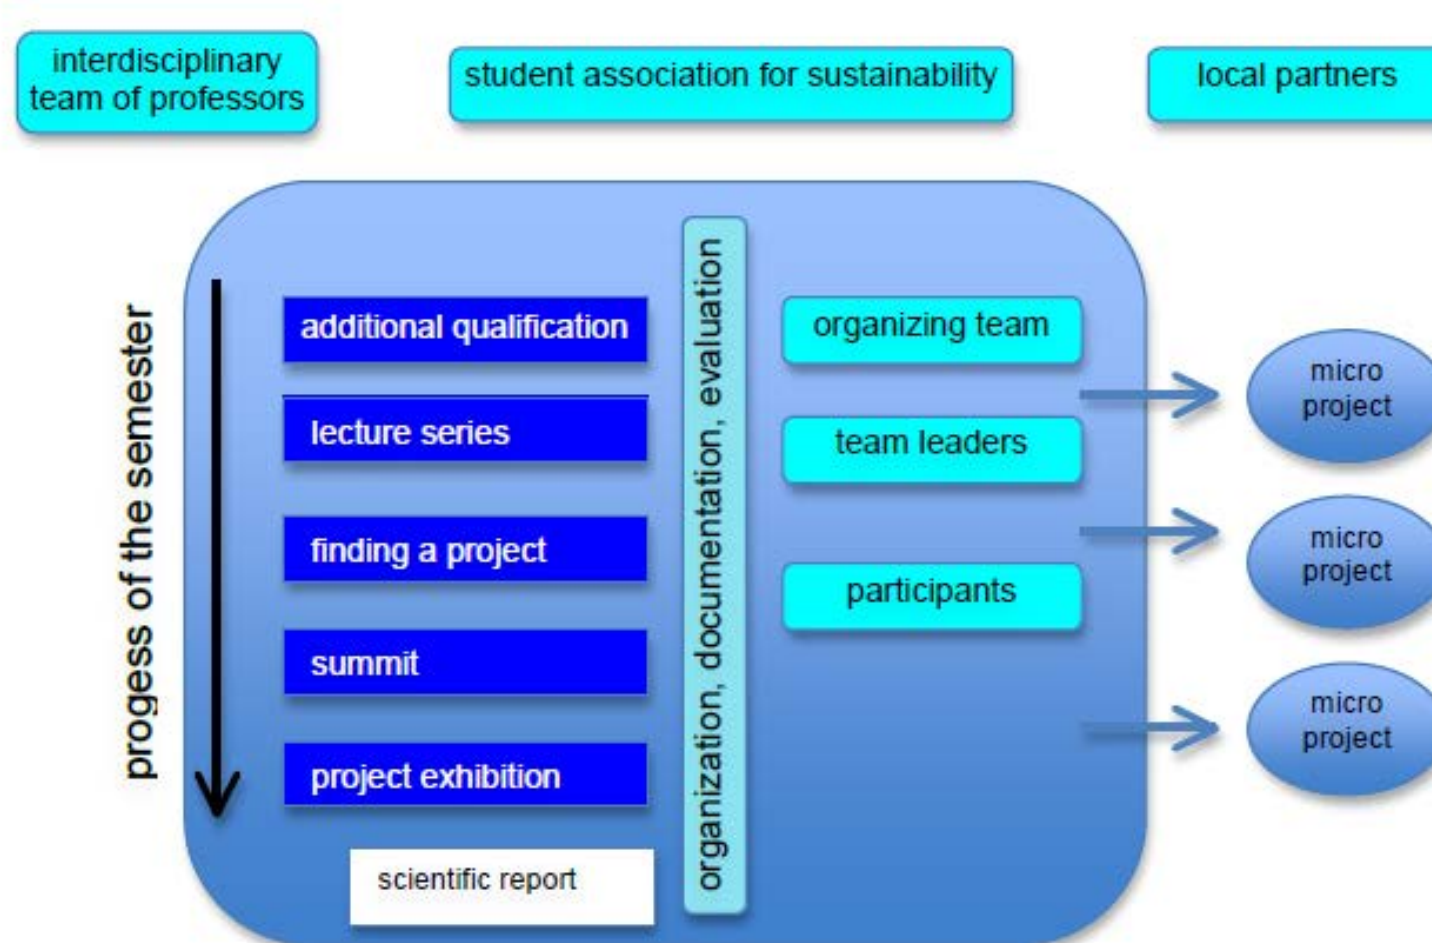 interdisciplinary
team of professors
student association for sustainability
local partners
progess of the semester
additional qualification
lecture series
finding a project
summit
project exhibition
scientific report
organization, documentation, evaluation
organizing team
team leaders
participants
micro
project
micro
project
micro
project